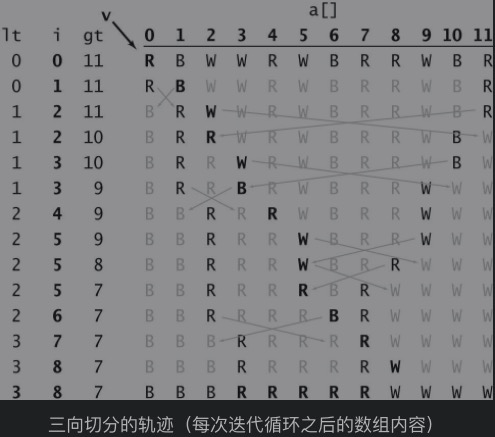 a[]
v
lt i gt 0 1 2 3 4 5 6 7 8 9 10 11
0 0 11 R B W W R W B R R W B R
0 1 11 R B W W R W B R R W B R
1 2 11 B R W W R W B R R W B R
1 2 10 B R R W R W B R R W B W
1 3 10 B R R W R W B R R W B W
1 3 9 B R R B R W B R R W W W
2 4 9 B B R R R W B R R W W W
2 5 9 B B R R R W B R R W W W
2 5 8 B B R R R W B R R W W W
2 5 7 B B R R R R B R W W W W
2 6 7 B B R R R R B R W W W W
3 7 7 B B B R R R R R W W W W
3 8 7 B B B R R R R R W W W W
3 8 7 B B B R R R R R W W W W
三向切分的轨迹（每次迭代循环之后的数组内容）